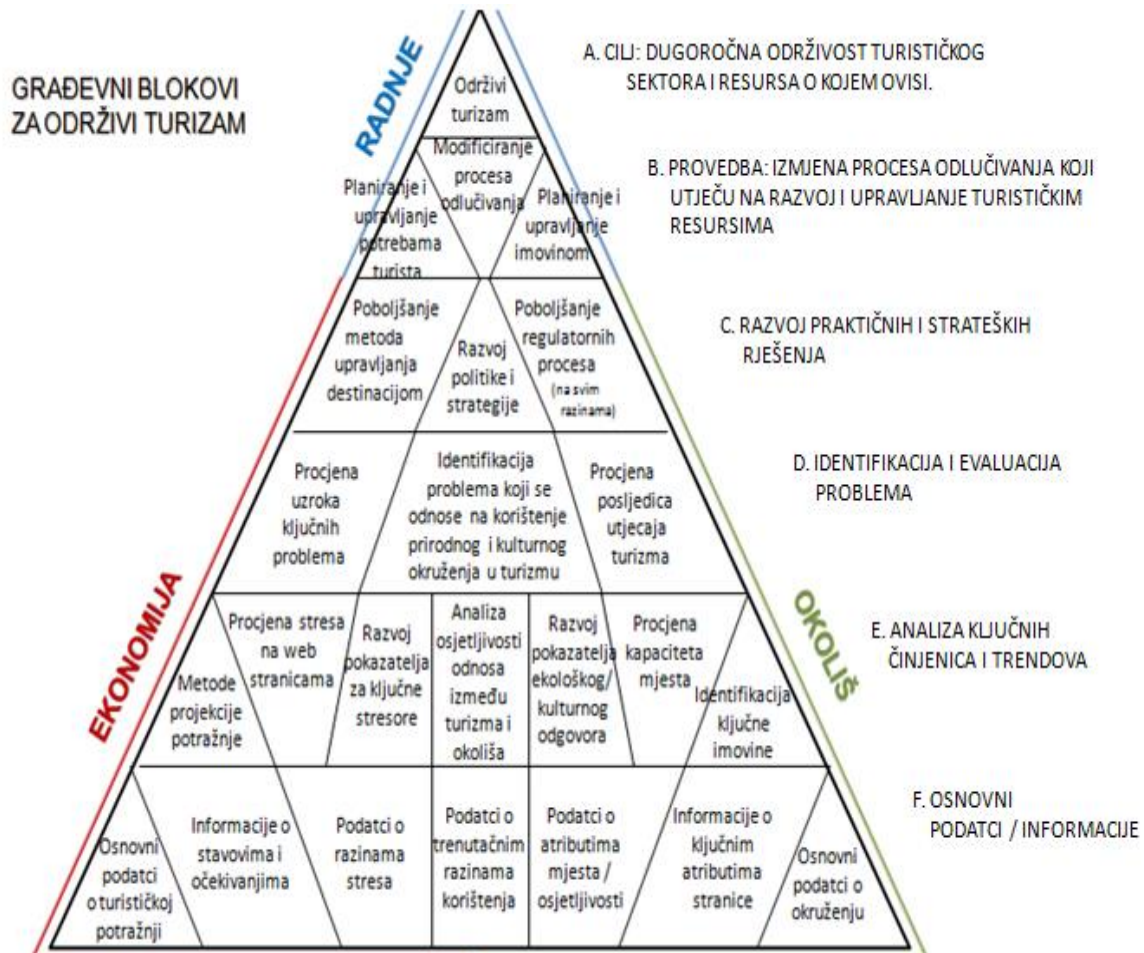 GRAĐEVNI BLOKOVI
ZA ODRŽIVI TURIZAM
RADNJE
EKONOMIJA
OKOLIŠ
A. CILJ: DUGOROČNA ODRŽIVOST TURISTIČKOG
SEKTORA I RESURSA O KOJEM OVISI.
Održivi
turizam
B. PROVEDBA: IZMJENA PROCESA ODLUČIVANJA KOJI
UTJEČU NA RAZVOJ I UPRAVLJANJE TURISTIČKIM
RESURSIMA
Planiranje i
upravljanje
potrebama
turista
Modificiranje
procesa
odlučivanja
Planiranje i
upravljanje
imovinom
C. RAZVOJ PRAKTIČNIH I STRATEŠKIH
RJEŠENJA
Poboljšanje
metoda
upravljanja
destinacijom
Razvoj
politike i
strategije
Poboljšanje
regulatornih
procesa
(na svim
razinama)
D. IDENTIFIKACIJA I EVALUACIJA
PROBLEMA
Procjena
uzroka
ključnih
problema
Identifikacija
problema koji se
odnose na korištenje
prirodnog i kulturnog
okruženja u turizmu
Procjena
posljedica
utjecaja
turizma
E. ANALIZA KLJUČNIH
ČINJENICA I TRENDOVA
Metode
projekcije
potražnje
Procjena stresa
na web
stranicama
Razvoj
pokazatelja
za ključne
stresore
Analiza
osjetljivosti
odnosa
između
turizma i
okoliša
Razvoj
pokazatelja
ekološkog/
kulturnog
odgovora
Procjena
kapaciteta
mjesta
Identifikacija
ključne
imovine
F. OSNOVNI
PODATCI / INFORMACIJE
Osnovni
podatci
o turističkoj
potražnji
Informacije o
stavovima i
očekivanjima
Podatci o
razinama
stresa
Podatci o
trenutačnim
razinama
korištenja
Podatci o
atributima
mjesta /
osjetljivosti
Informacije o
ključnim
atributima
stranice
Osnovni
podatci o
okruženju